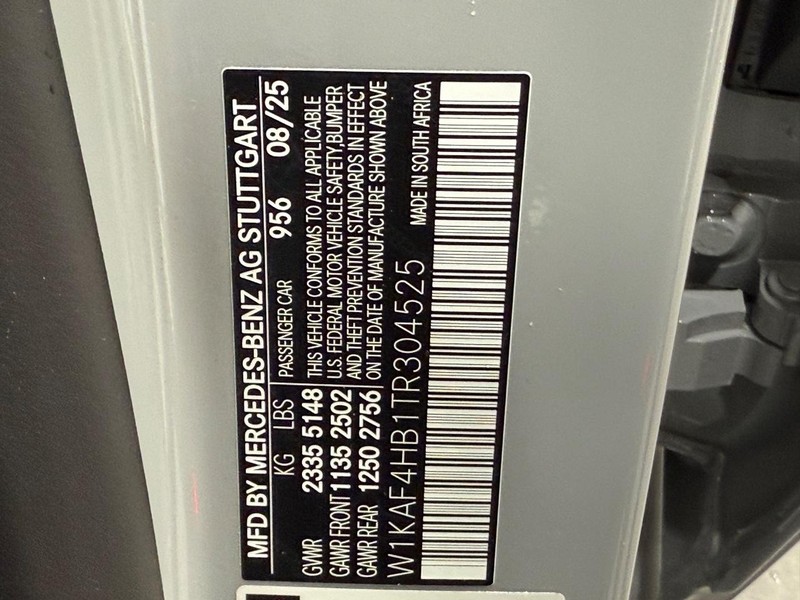 MFD BY MERCEDES-BENZ AG STUTTGART
KG LBS
GVWR 2335 5148
GAWR FRONT 1135 2502
GAWR REAR 1250 2756
PASSENGER CAR 956 08/25
THIS VEHICLE CONFORMS TO ALL APPLICABLE
U.S. FEDERAL MOTOR VEHICLE SAFETY,BUMPER
AND THEFT PREVENTION STANDARDS IN EFFECT
ON THE DATE OF MANUFACTURE SHOWN ABOVE
W1KAF4HB1TR304525
MADE IN SOUTH AFRICA